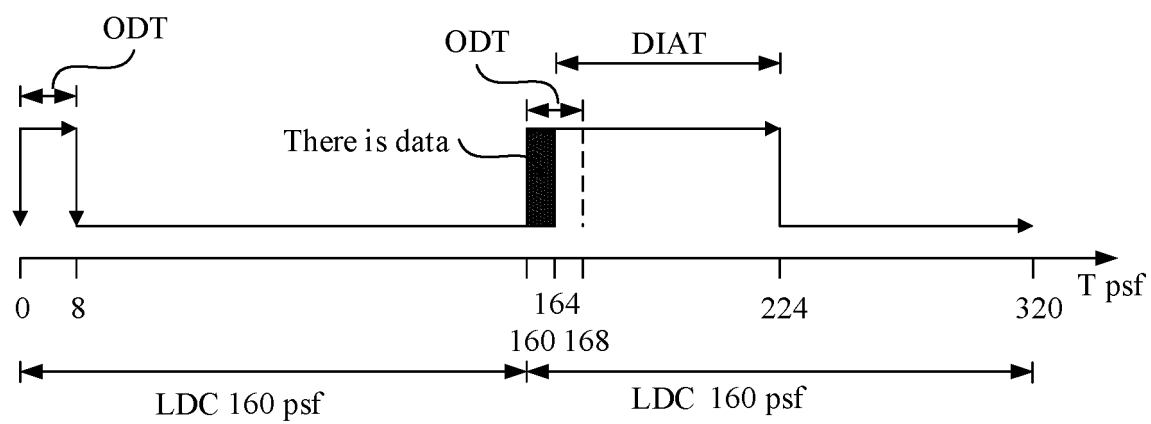 ODT
ODT
DIAT
There is data
0
8
164
224
320
T psf
160 168
LDC 160 psf
LDC 160 psf